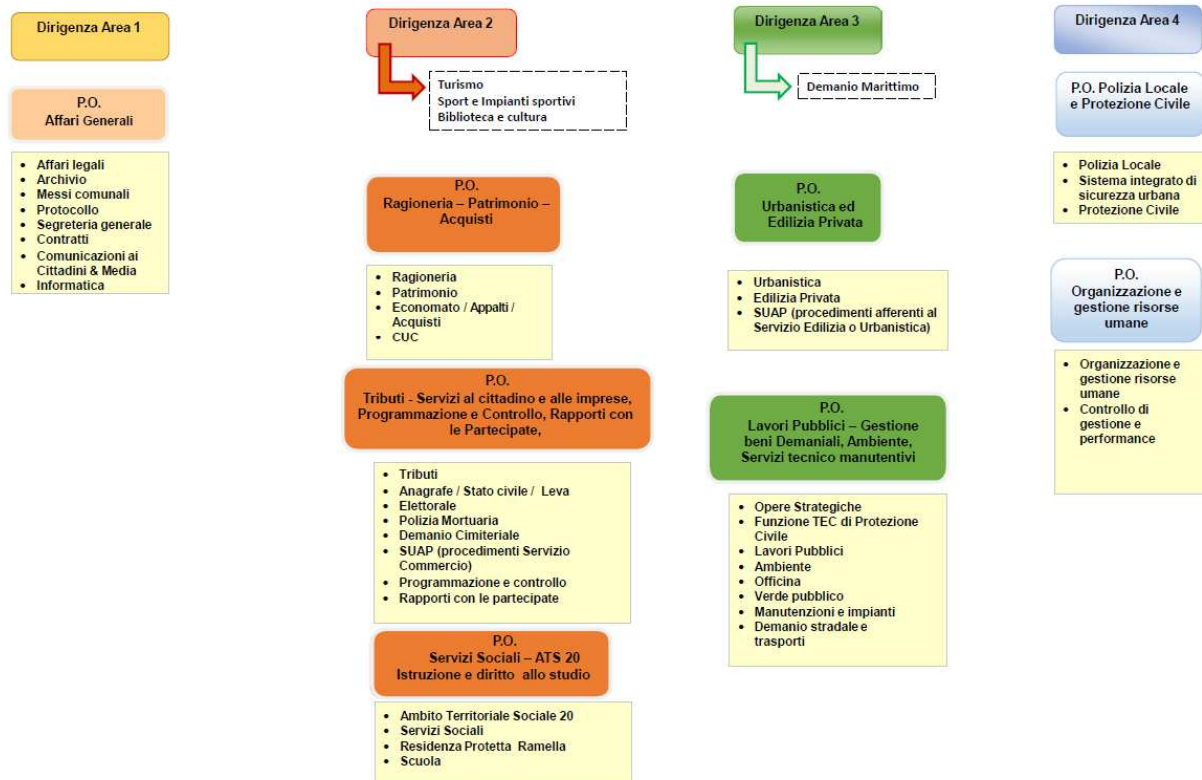 Dirigenza Area 1
P.O.
Affari Generali
• Affari legali
• Archivio
• Messi comunali
• Protocollo
• Segreteria generale
• Contratti
• Comunicazioni ai
Cittadini & Media
• Informatica
Dirigenza Area 2
Turismo
Sport e Impianti sportivi
Biblioteca e cultura
P.O.
Ragioneria – Patrimonio –
Acquisti
• Ragioneria
• Patrimonio
• Economato / Appalti /
Acquisti
• CUC
P.O.
Tributi - Servizi al cittadino e alle imprese,
Programmazione e Controllo, Rapporti con
le Partecipate,
• Tributi
• Anagrafe / Stato civile / Leva
• Elettorale
• Polizia Mortuaria
• Demanio Cimiteriale
• SUAP (procedimenti Servizio
Commercio)
• Programmazione e controllo
• Rapporti con le partecipate
P.O.
Servizi Sociali – ATS 20
Istruzione e diritto allo studio
• Ambito Territoriale Sociale 20
• Servizi Sociali
• Residenza Protetta Ramella
• Scuola
Dirigenza Area 3
Demanio Marittimo
P.O.
Urbanistica ed
Edilizia Privata
• Urbanistica
• Edilizia Privata
• SUAP (procedimenti afferenti al
Servizio Edilizia o Urbanistica)
P.O.
Lavori Pubblici – Gestione
beni Demaniali, Ambiente,
Servizi tecnico manutentivi
• Opere Strategiche
• Funzione TEC di Protezione
Civile
• Lavori Pubblici
• Ambiente
• Officina
• Verde pubblico
• Manutenzioni e impianti
• Demanio stradale e
trasporti
Dirigenza Area 4
P.O. Polizia Locale
e Protezione Civile
• Polizia Locale
• Sistema integrato di
sicurezza urbana
• Protezione Civile
P.O.
Organizzazione e
gestione risorse
umane
• Organizzazione e
gestione risorse
umane
• Controllo di
gestione e
performance